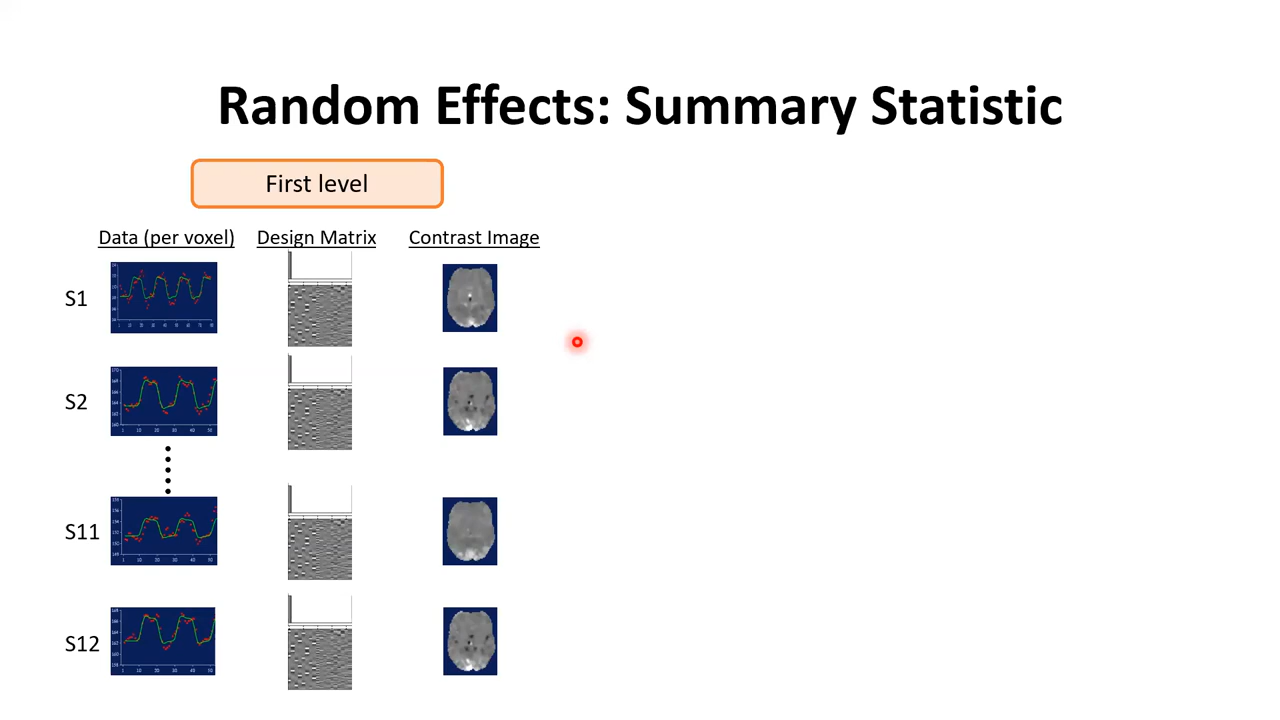 Random Effects: Summary Statistic
First level
Data (per voxel) Design Matrix Contrast Image
S1
S2
S11
S12